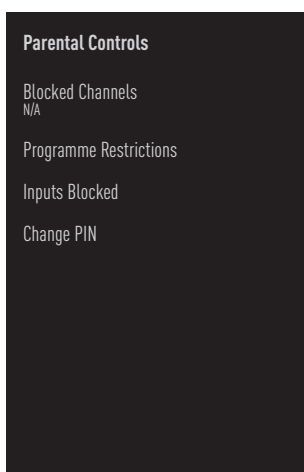 Parental Controls
Blocked Channels
N/A
Programme Restrictions
Inputs Blocked
Change PIN